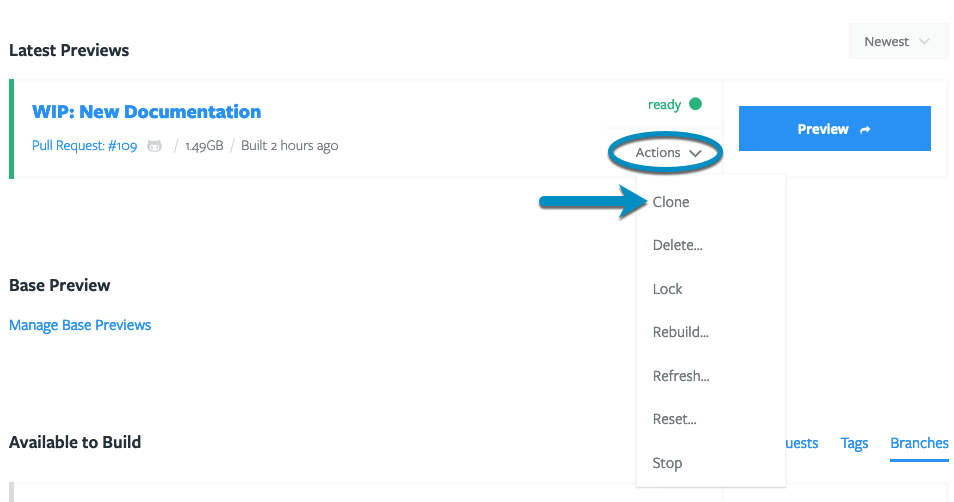 Newest
Latest Previews
WIP: New Documentation
ready
Preview
Pull Request: #109 / 1.49GB / Built 2 hours ago
Actions
Clone
Delete...
Lock
Rebuild...
Refresh...
Reset...
Stop
Base Preview
Manage Base Previews
Available to Build
uests Tags Branches